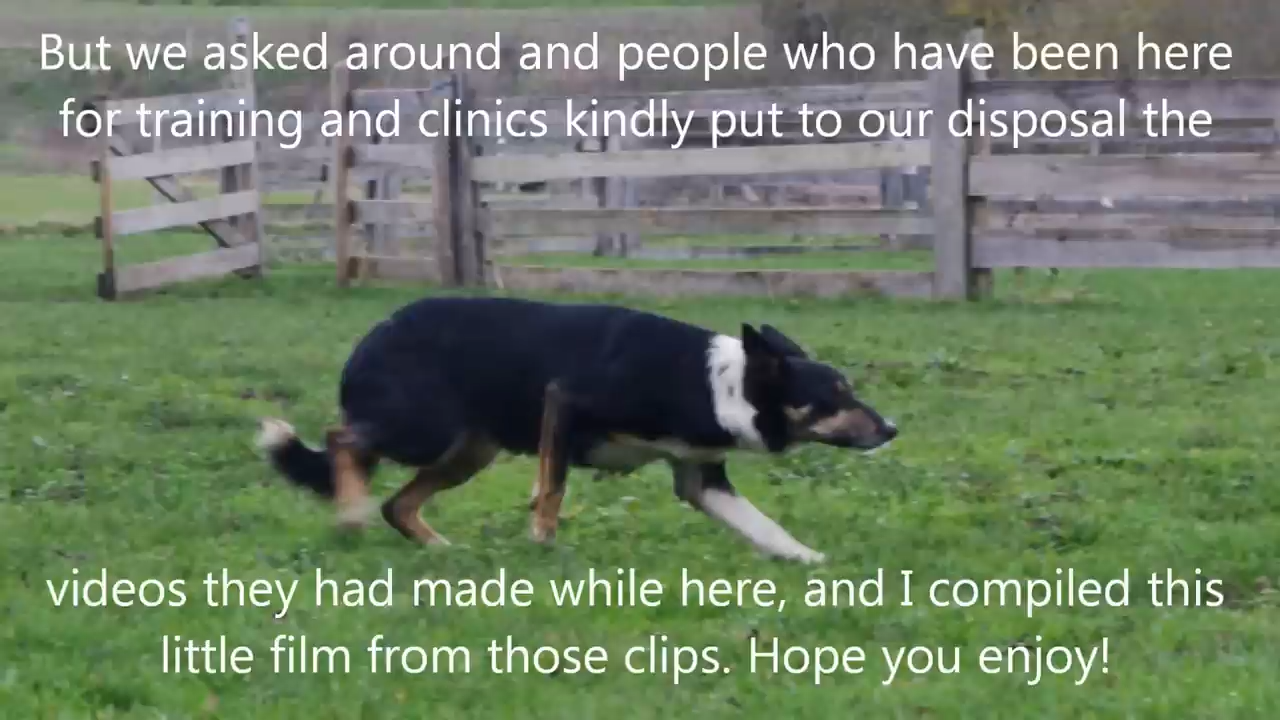 But we asked around and people who have been here
for training and clinics kindly put to our disposal the
videos they had made while here, and I compiled this
little film from those clips. Hope you enjoy!